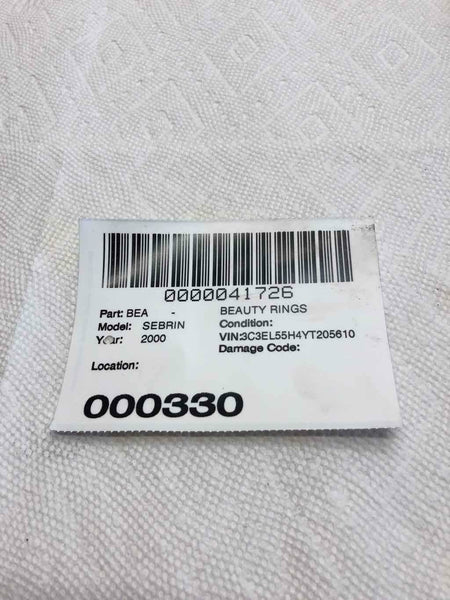 0000041726
Part: BEA - BEAUTY RINGS
Model: SEBRIN Condition:
Year: 2000 VIN:3C3EL55H4YT205610
Damage Code:
Location:
000330